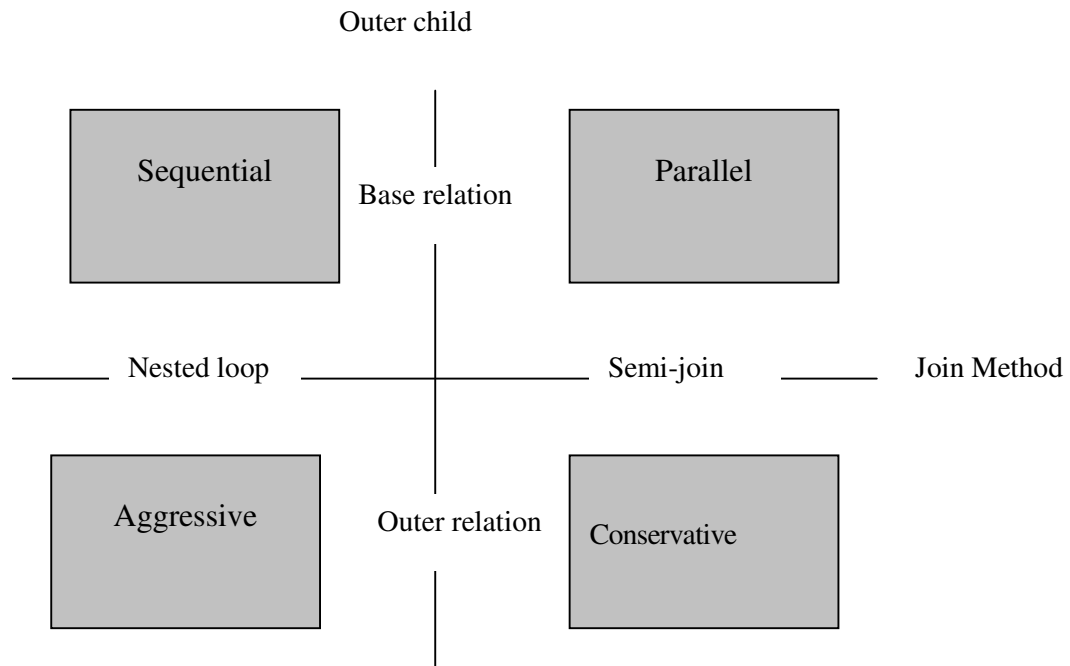 Outer child
Sequential
Parallel
Base relation
Nested loop
Semi-join
Join Method
Aggressive
Outer relation
Conservative